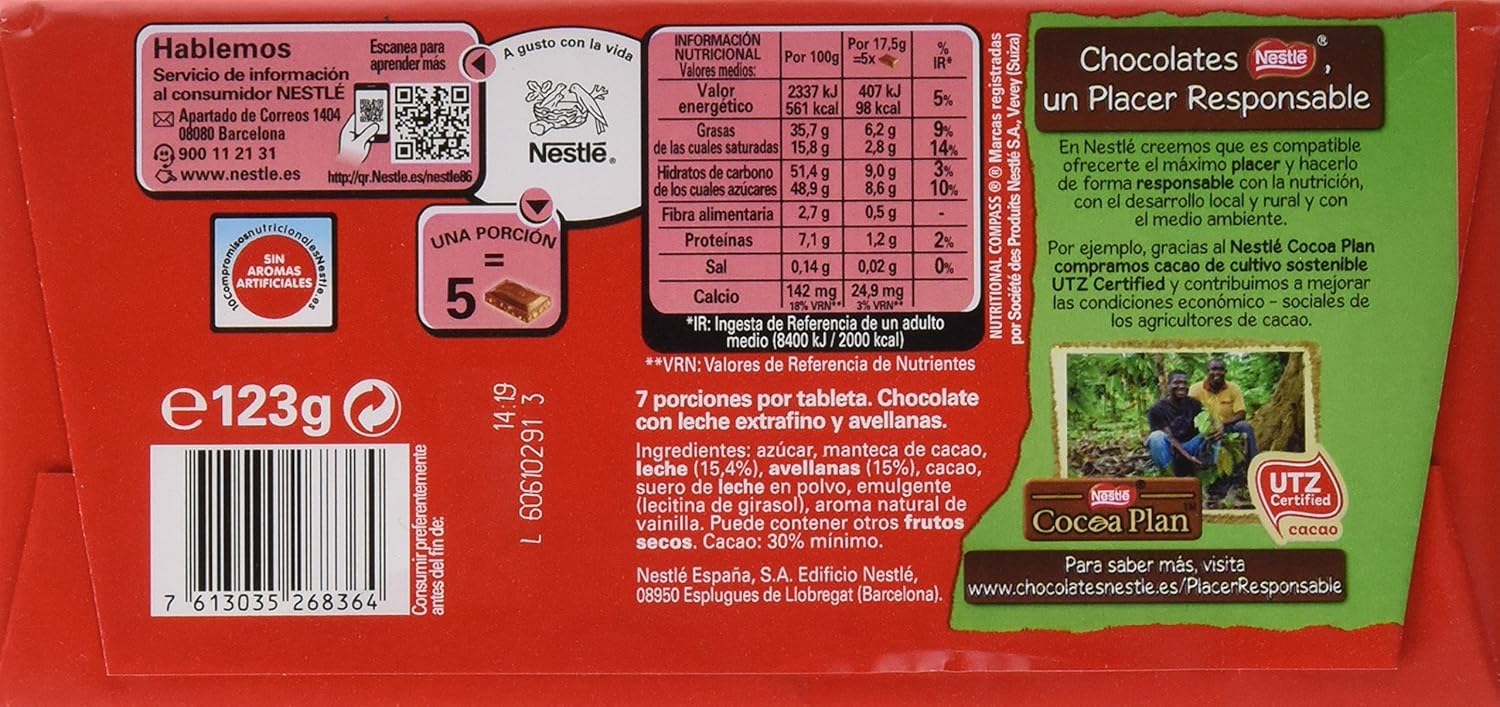 Hablemos
Servicio de información
al consumidor NESTLÉ
Apartado de Correos 1404
08080 Barcelona
900 11 21 31
www.nestle.es
Escanea para
aprender más
http://qr.Nestle.es/nestle86
A gusto con la vida
Nestlé®
10CompromisosnutricionalesNestle.es
SIN
AROMAS
ARTIFICIALES
UNA PORCIÓN
=
5
INFORMACIÓN
NUTRICIONAL
Valores medios:
Por 100g
Por 17,5g
=5x
%
IR*
Valor
energético
2337 kJ 407 kJ
561 kcal 98 kcal
5%
Grasas 35,7 g 6,2 g 9%
de las cuales saturadas 15,8 g 2,8 g 14%
Hidratos de carbono 51,4 g 9,0 g 3%
de los cuales azúcares 48,9 g 8,6 g 10%
Fibra alimentaria 2,7 g 0,5 g -
Proteínas 7,1 g 1,2 g 2%
Sal 0,14 g 0,02 g 0%
Calcio 142 mg 24,9 mg
18% VRN** 3% VRN**
*IR: Ingesta de Referencia de un adulto
medio (8400 kJ / 2000 kcal)
**VRN: Valores de Referencia de Nutrientes
NUTRITIONAL COMPASS ® ® Marcas registradas
por Société des Produits Nestlé S.A., Vevey (Suiza)
e123g
7 613035 268364
Consumir preferentemente
antes del fin de:
14:19
L 60610291 3
7 porciones por tableta. Chocolate
con leche extrafino y avellanas.
Ingredientes: azúcar, manteca de cacao,
leche (15,4%), avellanas (15%), cacao,
suero de leche en polvo, emulgente
(lecitina de girasol), aroma natural de
vainilla. Puede contener otros frutos
secos. Cacao: 30% mínimo.
Nestlé España, S.A. Edificio Nestlé,
08950 Esplugues de Llobregat (Barcelona).
Chocolates Nestlé®,
un Placer Responsable
En Nestlé creemos que es compatible
ofrecerte el máximo placer y hacerlo
de forma responsable con la nutrición,
con el desarrollo local y rural y con
el medio ambiente.
Por ejemplo, gracias al Nestlé Cocoa Plan
compramos cacao de cultivo sostenible
UTZ Certified y contribuimos a mejorar
las condiciones económico - sociales de
los agricultores de cacao.
Nestlé
Cocoa Plan™
UTZ
Certified
cacao
Para saber más, visita
www.chocolatesnestle.es/PlacerResponsable